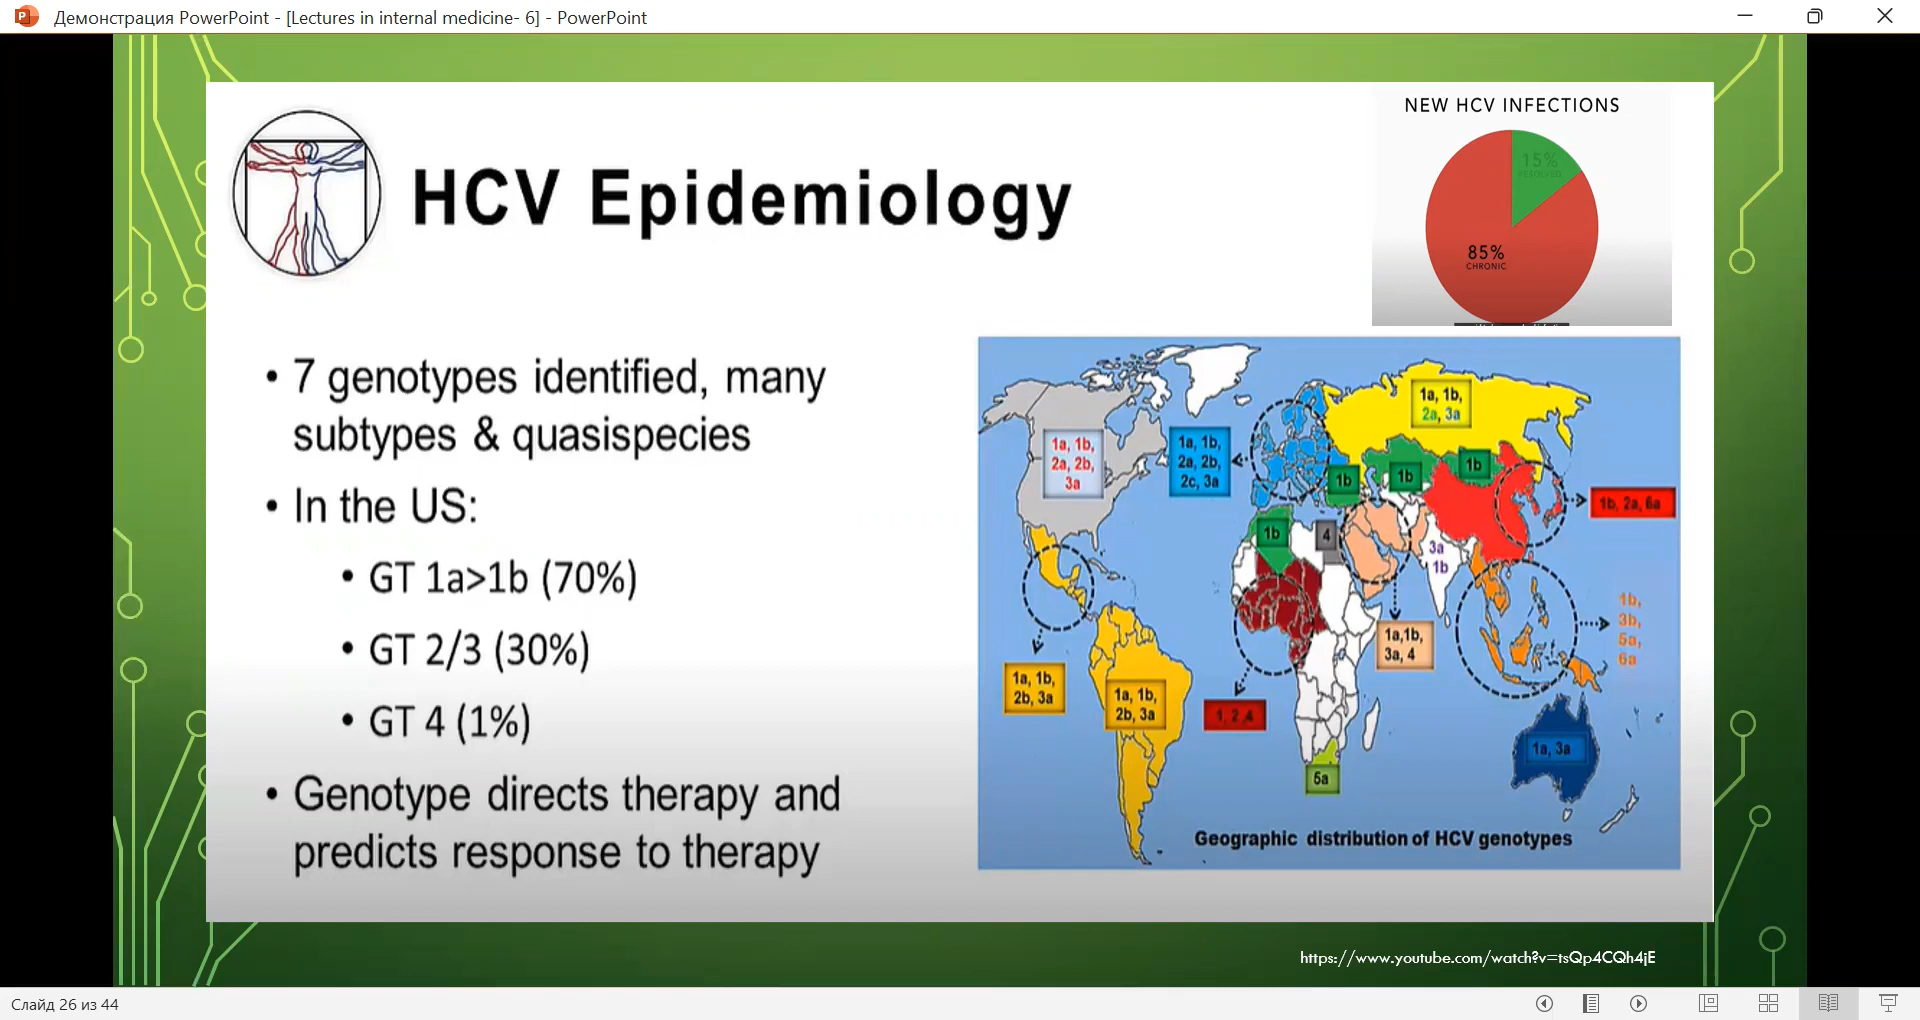 Демонстрация PowerPoint - [Lectures in internal medicine- 6] - PowerPoint
NEW HCV INFECTIONS
15%
RESOLVED
85%
CHRONIC
HCV Epidemiology
• 7 genotypes identified, many
subtypes & quasispecies
• In the US:
• GT 1a>1b (70%)
• GT 2/3 (30%)
• GT 4 (1%)
• Genotype directs therapy and
predicts response to therapy
1a, 1b,
2a, 2b,
3a
1a, 1b,
2a, 2b,
2c, 3a
1a, 1b,
2a, 3a
1b
1b
1b
1b, 2a, 6a
1b
4
3a
1b
1b,
3b,
5a,
6a
1a,1b,
3a, 4
1a, 1b,
2b, 3a
1a, 1b,
2b, 3a
1, 2,4
1a, 3a
5a
Geographic distribution of HCV genotypes
https://www.youtube.com/watch?v=tsQp4CQh4jE
Слайд 26 из 44